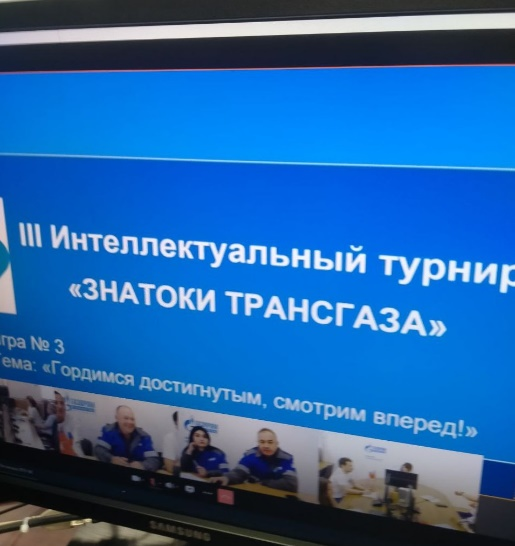 III Интеллектуальный турнир
«ЗНАТОКИ ТРАНСГАЗА»
гра № 3
ема: «Гордимся достигнутым, смотрим вперед!»
SAMSUNG